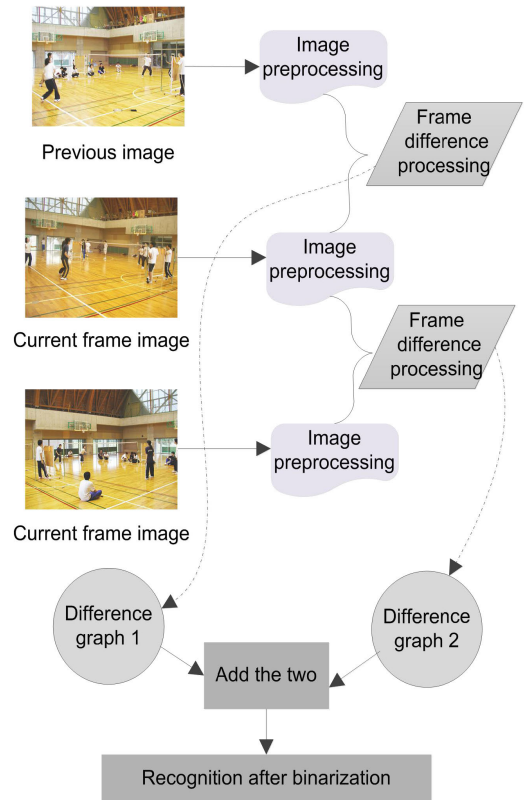 Image
preprocessing
Previous image
Frame
difference
processing
Image
preprocessing
Current frame image
Frame
difference
processing
Image
preprocessing
Current frame image
Difference
graph 1
Difference
graph 2
Add the two
Recognition after binarization